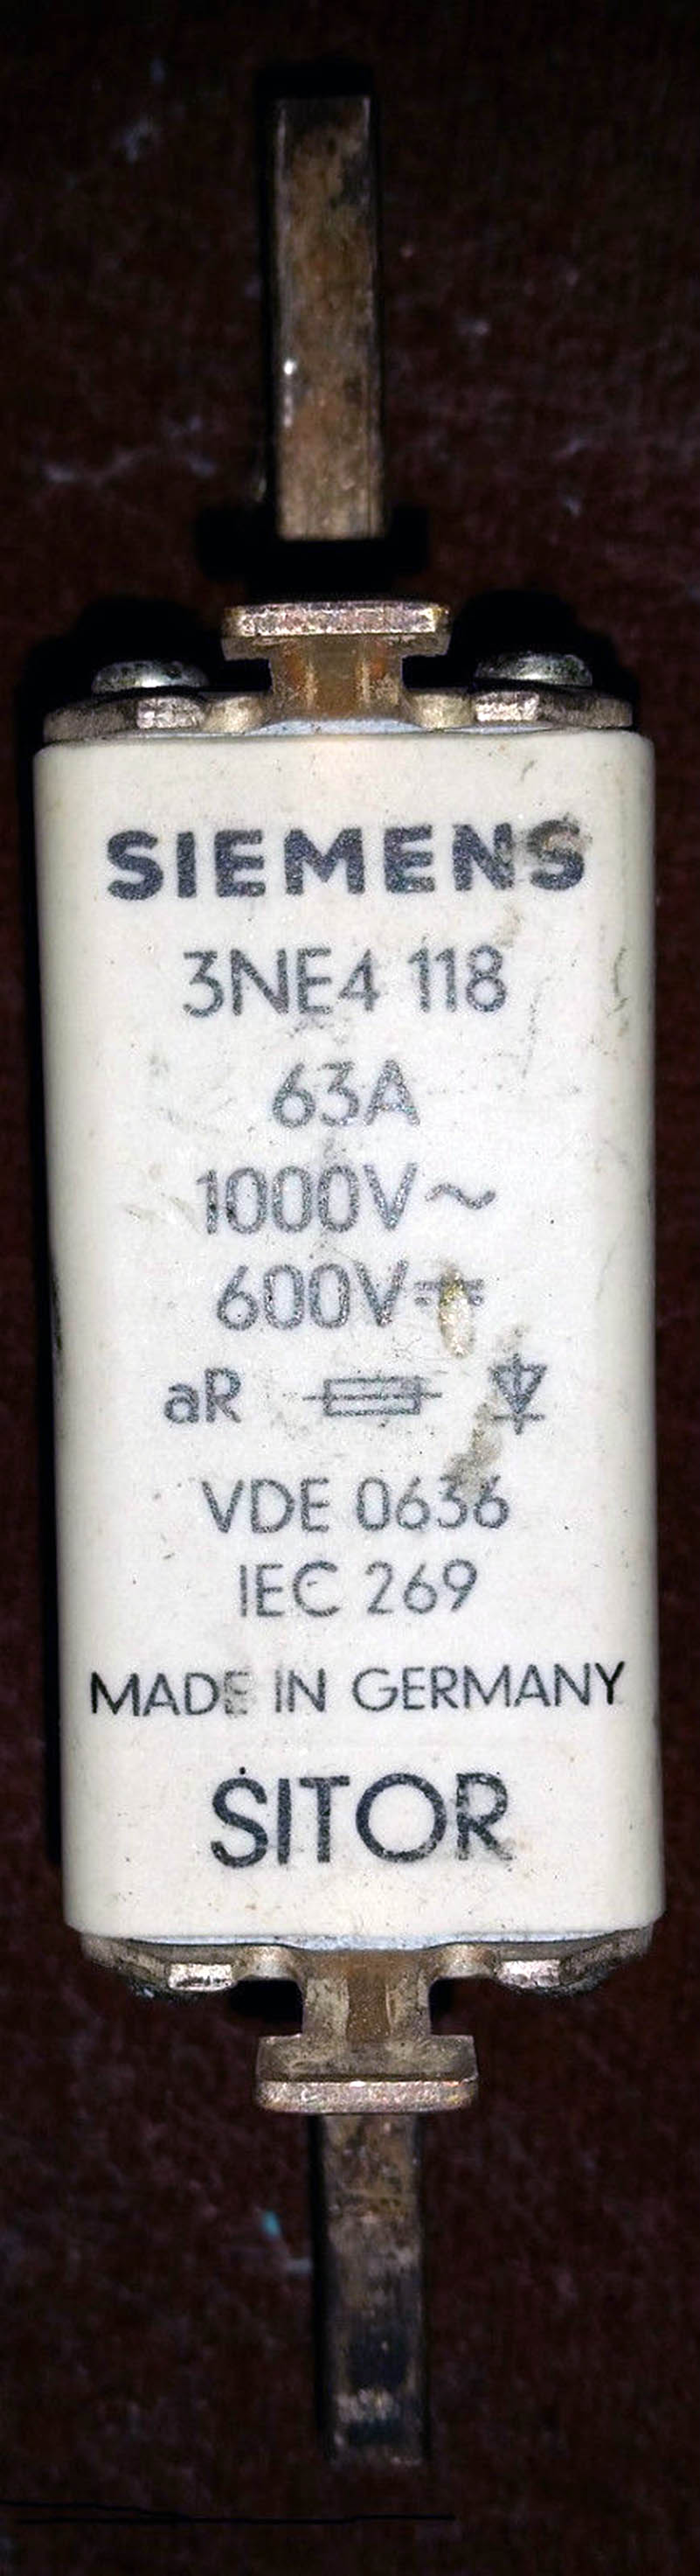 SIEMENS
3NE4 118
63A
1000V~
600V⎓
aR
VDE 0636
IEC 269
MADE IN GERMANY
SITOR